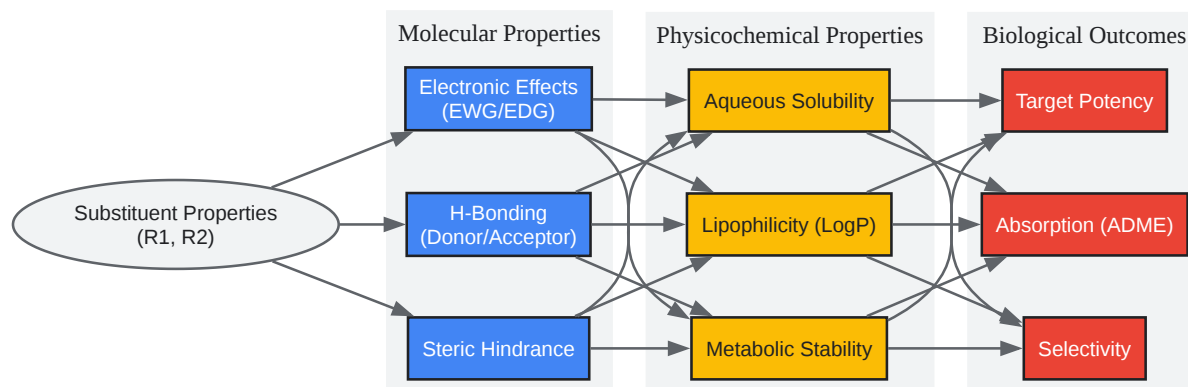 Molecular Properties
Physicochemical Properties
Biological Outcomes
Electronic Effects
(EWG/EDG)
Aqueous Solubility
Target Potency
Substituent Properties
(R1, R2)
H-Bonding
(Donor/Acceptor)
Lipophilicity (LogP)
Absorption (ADME)
Steric Hindrance
Metabolic Stability
Selectivity